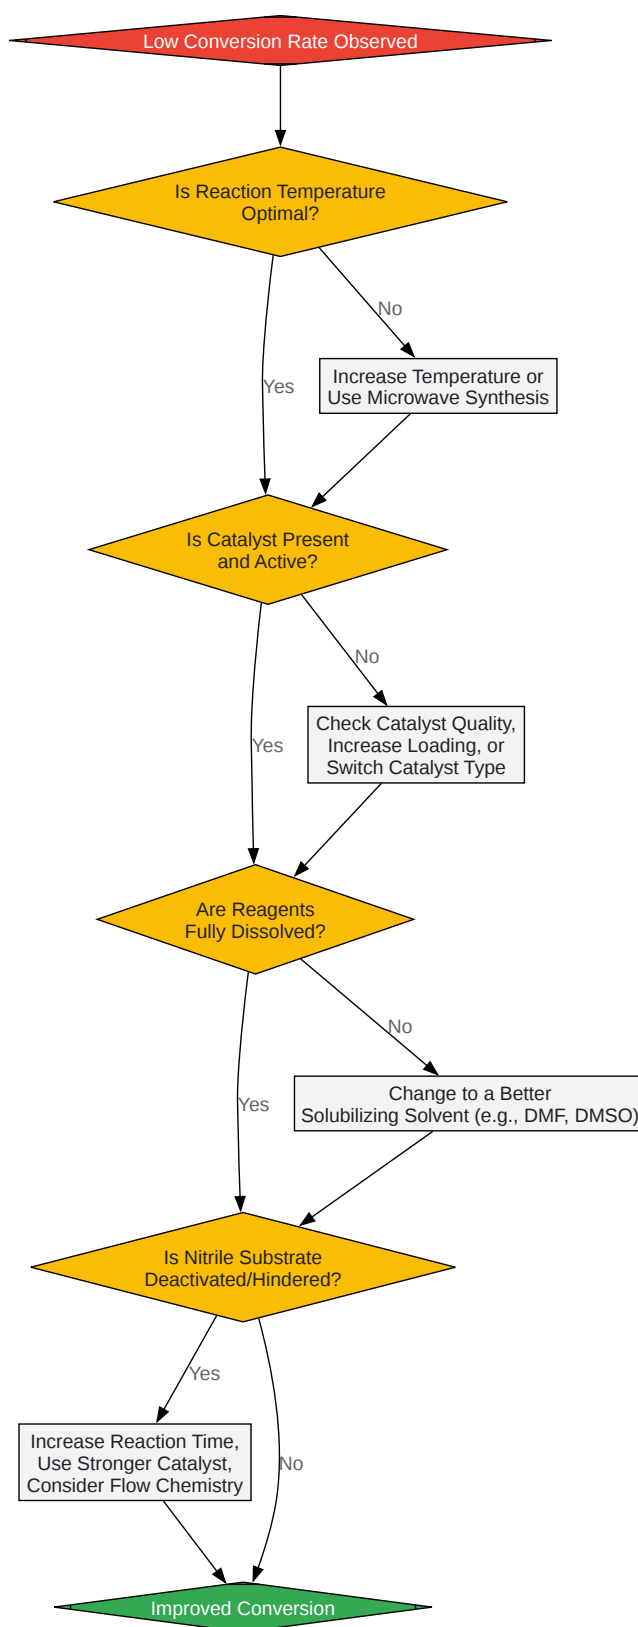 Low Conversion Rate Observed
Is Reaction Temperature
Optimal?
No
Increase Temperature or
Use Microwave Synthesis
Yes
Is Catalyst Present
and Active?
No
Check Catalyst Quality,
Increase Loading, or
Switch Catalyst Type
Yes
Are Reagents
Fully Dissolved?
No
Change to a Better
Solubilizing Solvent (e.g., DMF, DMSO)
Yes
Is Nitrile Substrate
Deactivated/Hindered?
Yes
Increase Reaction Time,
Use Stronger Catalyst,
Consider Flow Chemistry
No
Improved Conversion